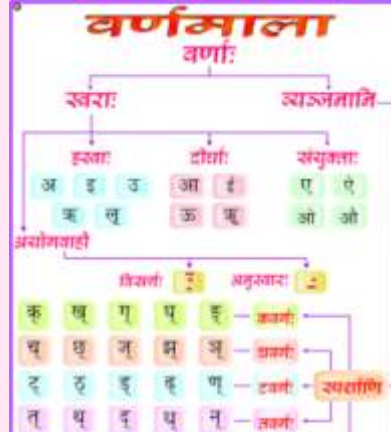 वर्णमाला
वर्णाः
स्वराः व्यञ्जनानि
ह्रस्वाः दीर्घाः संयुक्ताः
अ इ उ आ ई ए ऐ
ऋ लृ ऊ ॠ ओ औ
अयोगवाहौ
विसर्गः अनुस्वारः
क् ख् ग् घ् ङ् कवर्गः
च् छ् ज् झ् ञ् चवर्गः
ट् ठ् ड् ढ् ण् टवर्गः स्पर्शाणि
त् थ् द् ध् न् तवर्गः